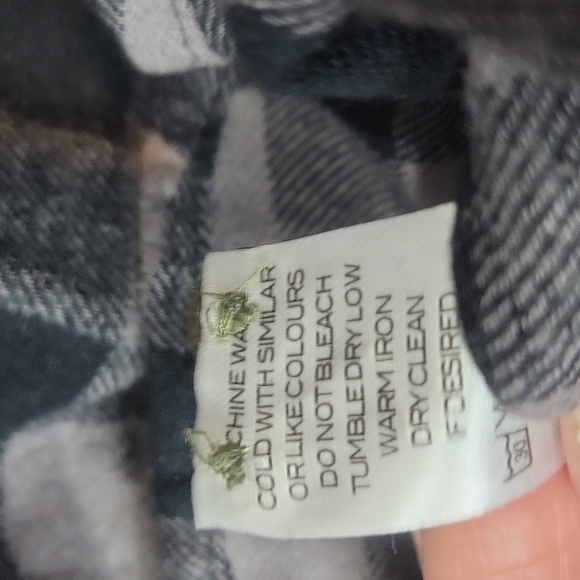 CHINE WA
COLD WITH SIMILAR
OR LIKE COLOURS
DO NOT BLEACH
TUMBLE DRY LOW
WARM IRON
DRY CLEAN
F DESIRED
30